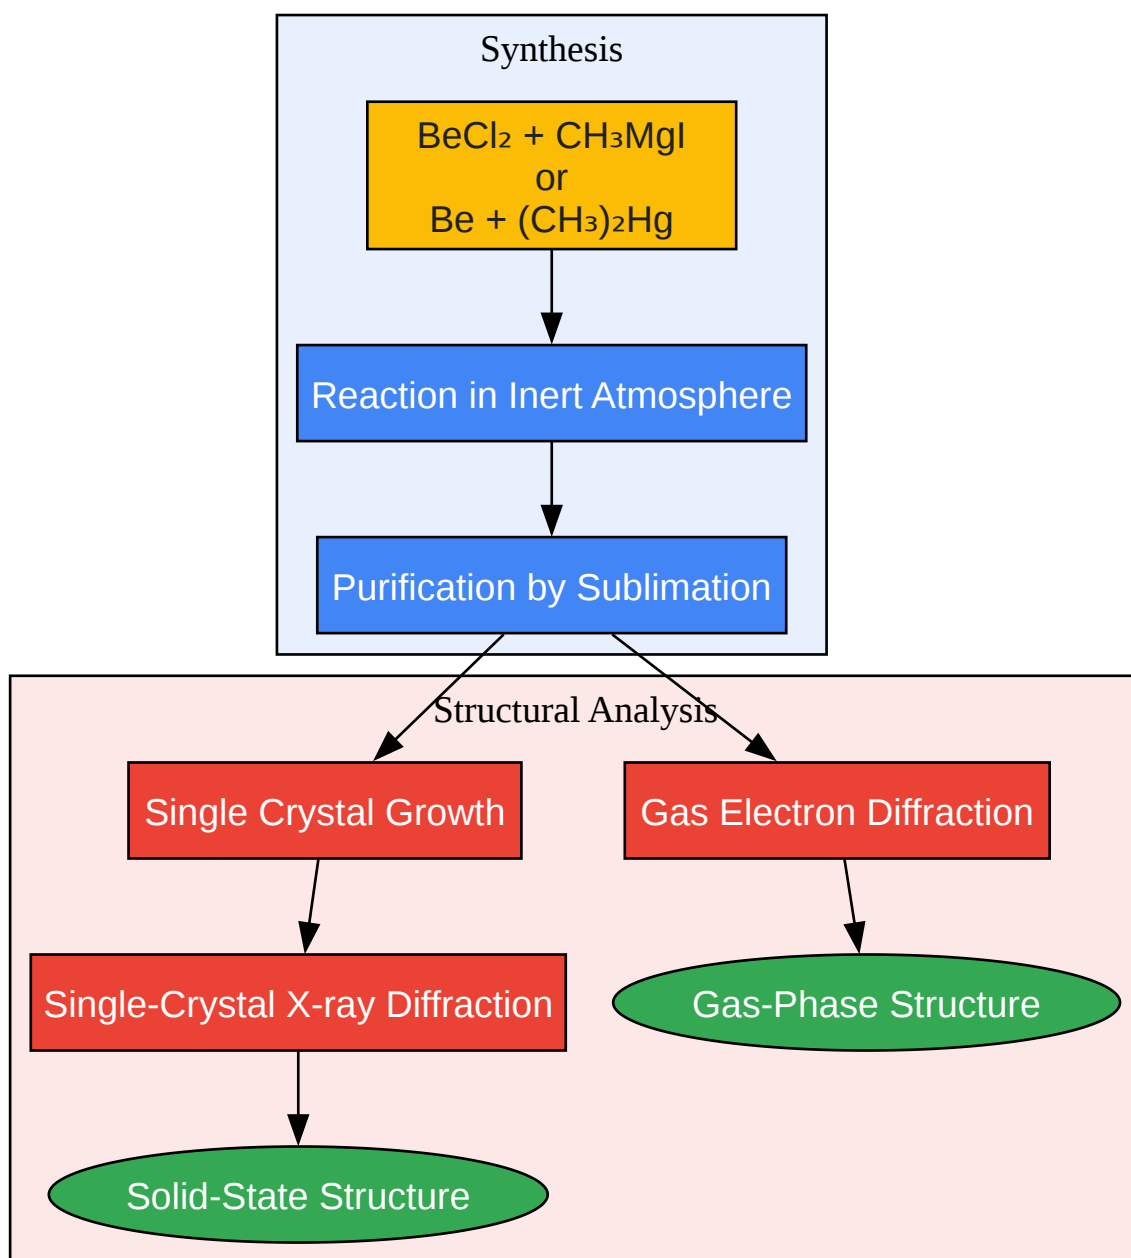 Synthesis
BeCl₂ + CH₃MgI
or
Be + (CH₃)₂Hg
Reaction in Inert Atmosphere
Purification by Sublimation
Structural Analysis
Single Crystal Growth
Gas Electron Diffraction
Single-Crystal X-ray Diffraction
Gas-Phase Structure
Solid-State Structure